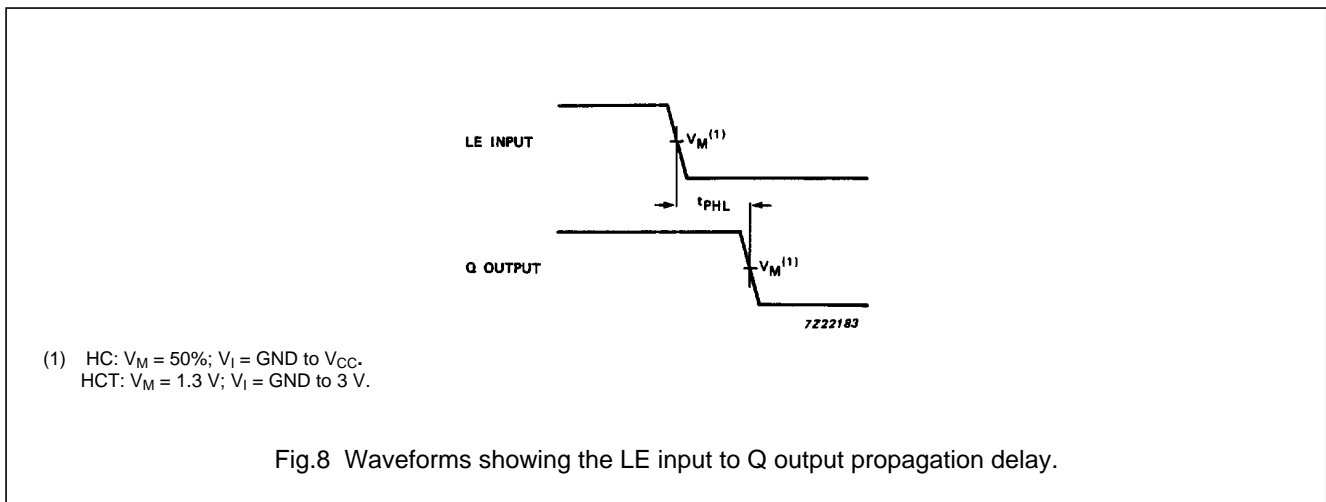 LE INPUT
VM(1)
tPHL
Q OUTPUT
VM(1)
7Z22183
(1) HC: VM = 50%; VI = GND to VCC.
HCT: VM = 1.3 V; VI = GND to 3 V.
Fig.8 Waveforms showing the LE input to Q output propagation delay.